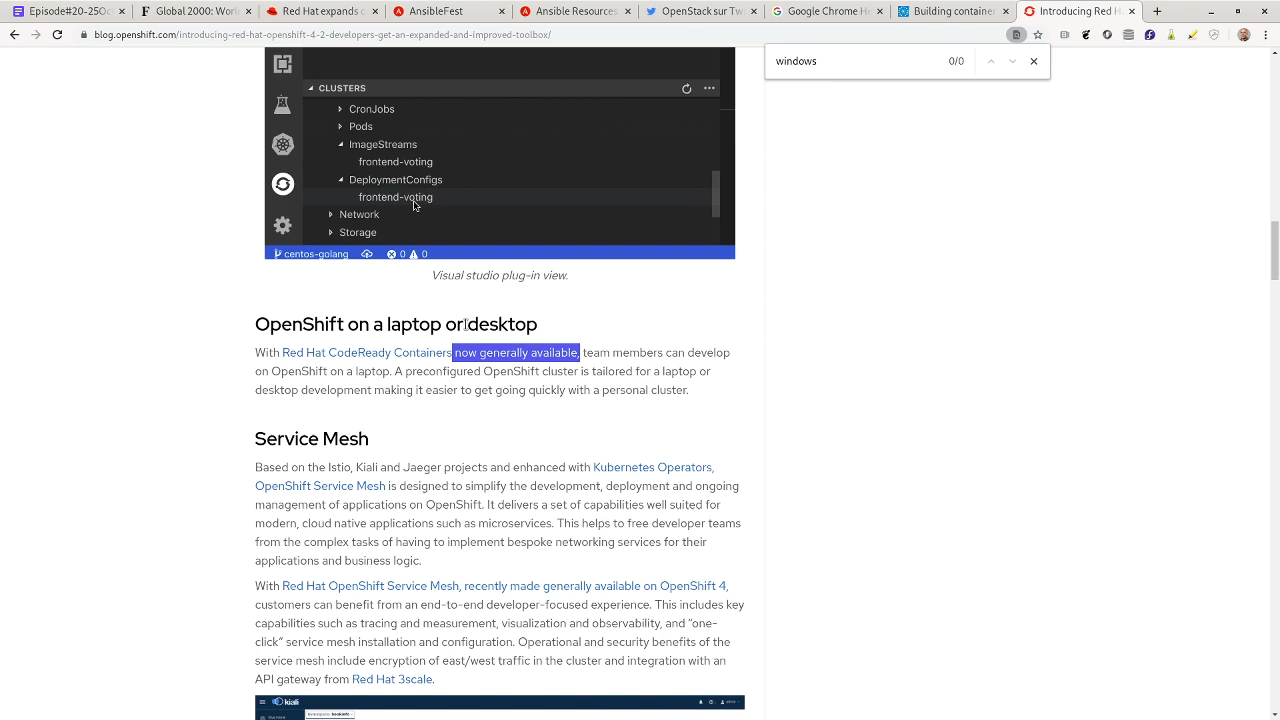 Episode#20-25Oc
Global 2000: World
Red Hat expands
AnsibleFest
Ansible Resources
OpenStack sur Tw
Google Chrome He
Building Containe
Introducing Red H
blog.openshift.com/introducing-red-hat-openshift-4-2-developers-get-an-expanded-and-improved-toolbox/
windows 0/0
CLUSTERS
CronJobs
Pods
ImageStreams
frontend-voting
DeploymentConfigs
frontend-voting
Network
Storage
centos-golang 0 0
Visual studio plug-in view.
OpenShift on a laptop or desktop
With Red Hat CodeReady Containers now generally available, team members can develop
on OpenShift on a laptop. A preconfigured OpenShift cluster is tailored for a laptop or
desktop development making it easier to get going quickly with a personal cluster.
Service Mesh
Based on the Istio, Kiali and Jaeger projects and enhanced with Kubernetes Operators,
OpenShift Service Mesh is designed to simplify the development, deployment and ongoing
management of applications on OpenShift. It delivers a set of capabilities well suited for
modern, cloud native applications such as microservices. This helps to free developer teams
from the complex tasks of having to implement bespoke networking services for their
applications and business logic.
With Red Hat OpenShift Service Mesh, recently made generally available on OpenShift 4,
customers can benefit from an end-to-end developer-focused experience. This includes key
capabilities such as tracing and measurement, visualization and observability, and “one-
click” service mesh installation and configuration. Operational and security benefits of the
service mesh include encryption of east/west traffic in the cluster and integration with an
API gateway from Red Hat 3scale.
kiali